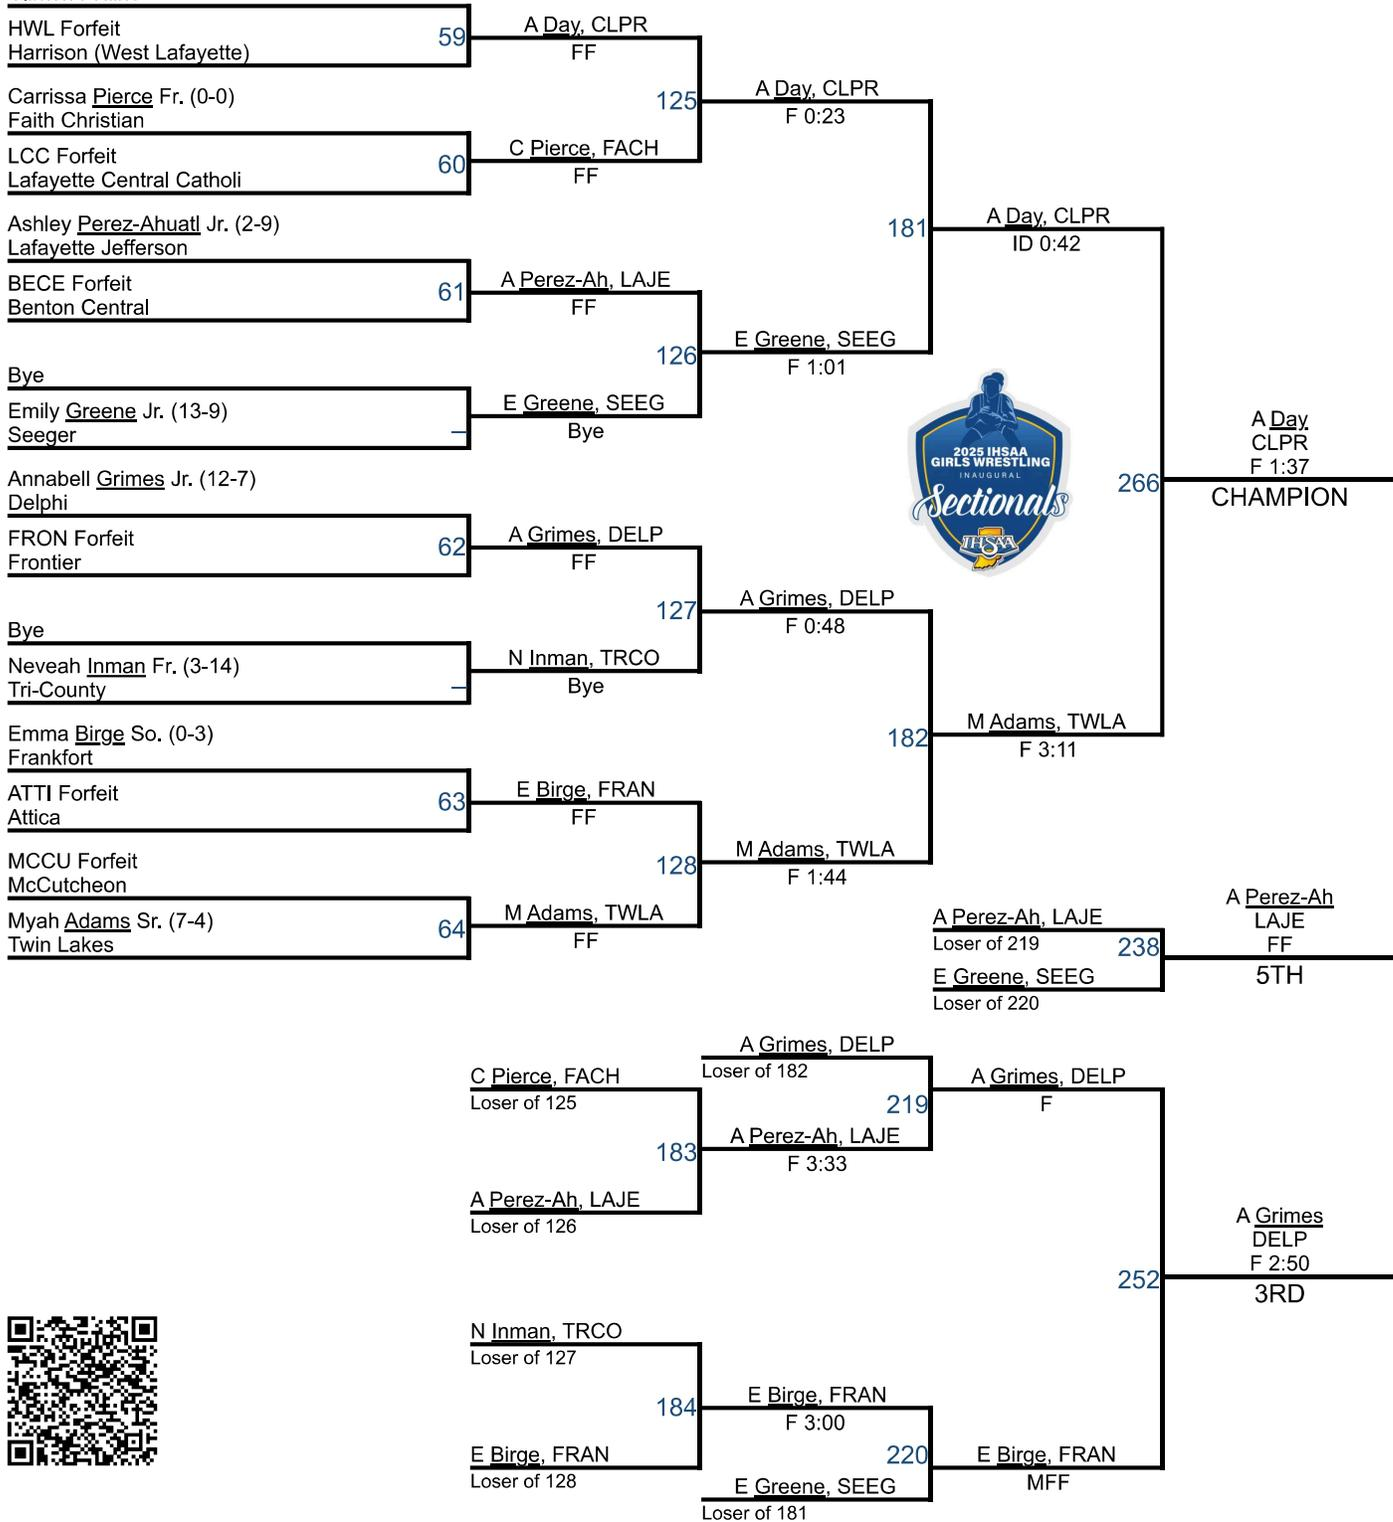 HWL Forfeit
Harrison (West Lafayette)
59
A Day, CLPR
FF
Carrissa Pierce Fr. (0-0)
Faith Christian
LCC Forfeit
Lafayette Central Catholi
60
C Pierce, FACH
FF
125
A Day, CLPR
F 0:23
Ashley Perez-Ahuatl Jr. (2-9)
Lafayette Jefferson
BECE Forfeit
Benton Central
61
A Perez-Ah, LAJE
FF
Bye
Emily Greene Jr. (13-9)
Seeger
E Greene, SEEG
Bye
126
E Greene, SEEG
F 1:01
181
A Day, CLPR
ID 0:42
Annabell Grimes Jr. (12-7)
Delphi
FRON Forfeit
Frontier
62
A Grimes, DELP
FF
Bye
Neveah Inman Fr. (3-14)
Tri-County
N Inman, TRCO
Bye
127
A Grimes, DELP
F 0:48
Emma Birge So. (0-3)
Frankfort
ATTI Forfeit
Attica
63
E Birge, FRAN
FF
MCCU Forfeit
McCutcheon
Myah Adams Sr. (7-4)
Twin Lakes
64
M Adams, TWLA
FF
128
M Adams, TWLA
F 1:44
182
M Adams, TWLA
F 3:11
2025 IHSAA
GIRLS WRESTLING
INAUGURAL
Sectionals
IHSAA
266
A Day
CLPR
F 1:37
CHAMPION
A Perez-Ah, LAJE
Loser of 219
E Greene, SEEG
Loser of 220
238
A Perez-Ah
LAJE
FF
5TH
C Pierce, FACH
Loser of 125
A Perez-Ah, LAJE
Loser of 126
183
A Grimes, DELP
Loser of 182
A Perez-Ah, LAJE
F 3:33
219
A Grimes, DELP
F
N Inman, TRCO
Loser of 127
E Birge, FRAN
Loser of 128
184
E Birge, FRAN
F 3:00
E Greene, SEEG
Loser of 181
220
E Birge, FRAN
MFF
252
A Grimes
DELP
F 2:50
3RD